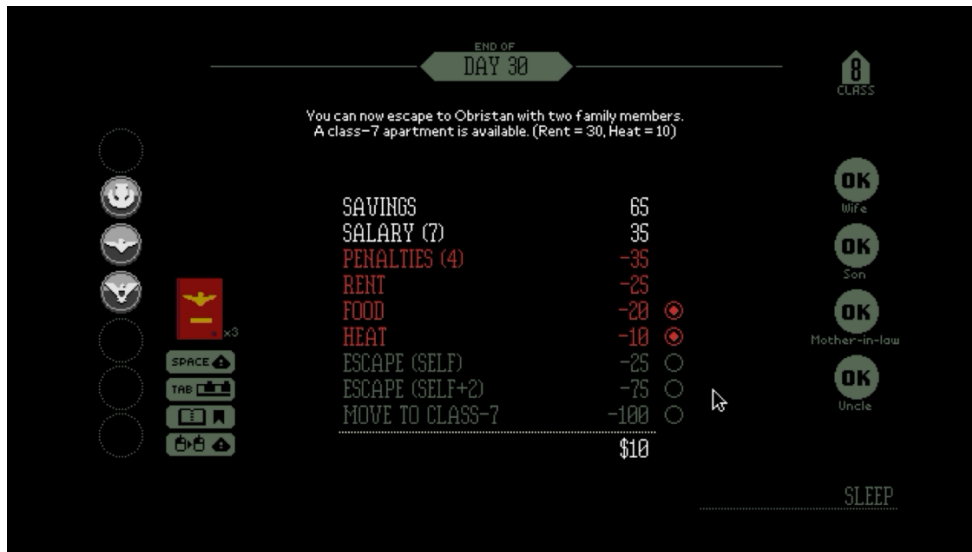 END OF
DAY 30
8
CLASS
You can now escape to Obristan with two family members.
A class-7 apartment is available. (Rent = 30, Heat = 10)
SAVINGS 65
SALARY (7) 35
PENALTIES (4) -35
RENT -25
FOOD -20
HEAT -10
ESCAPE (SELF) -25
ESCAPE (SELF+2) -75
MOVE TO CLASS-7 -100
$10
x3
SPACE
TAB
OK
Wife
OK
Son
OK
Mother-in-law
OK
Uncle
SLEEP